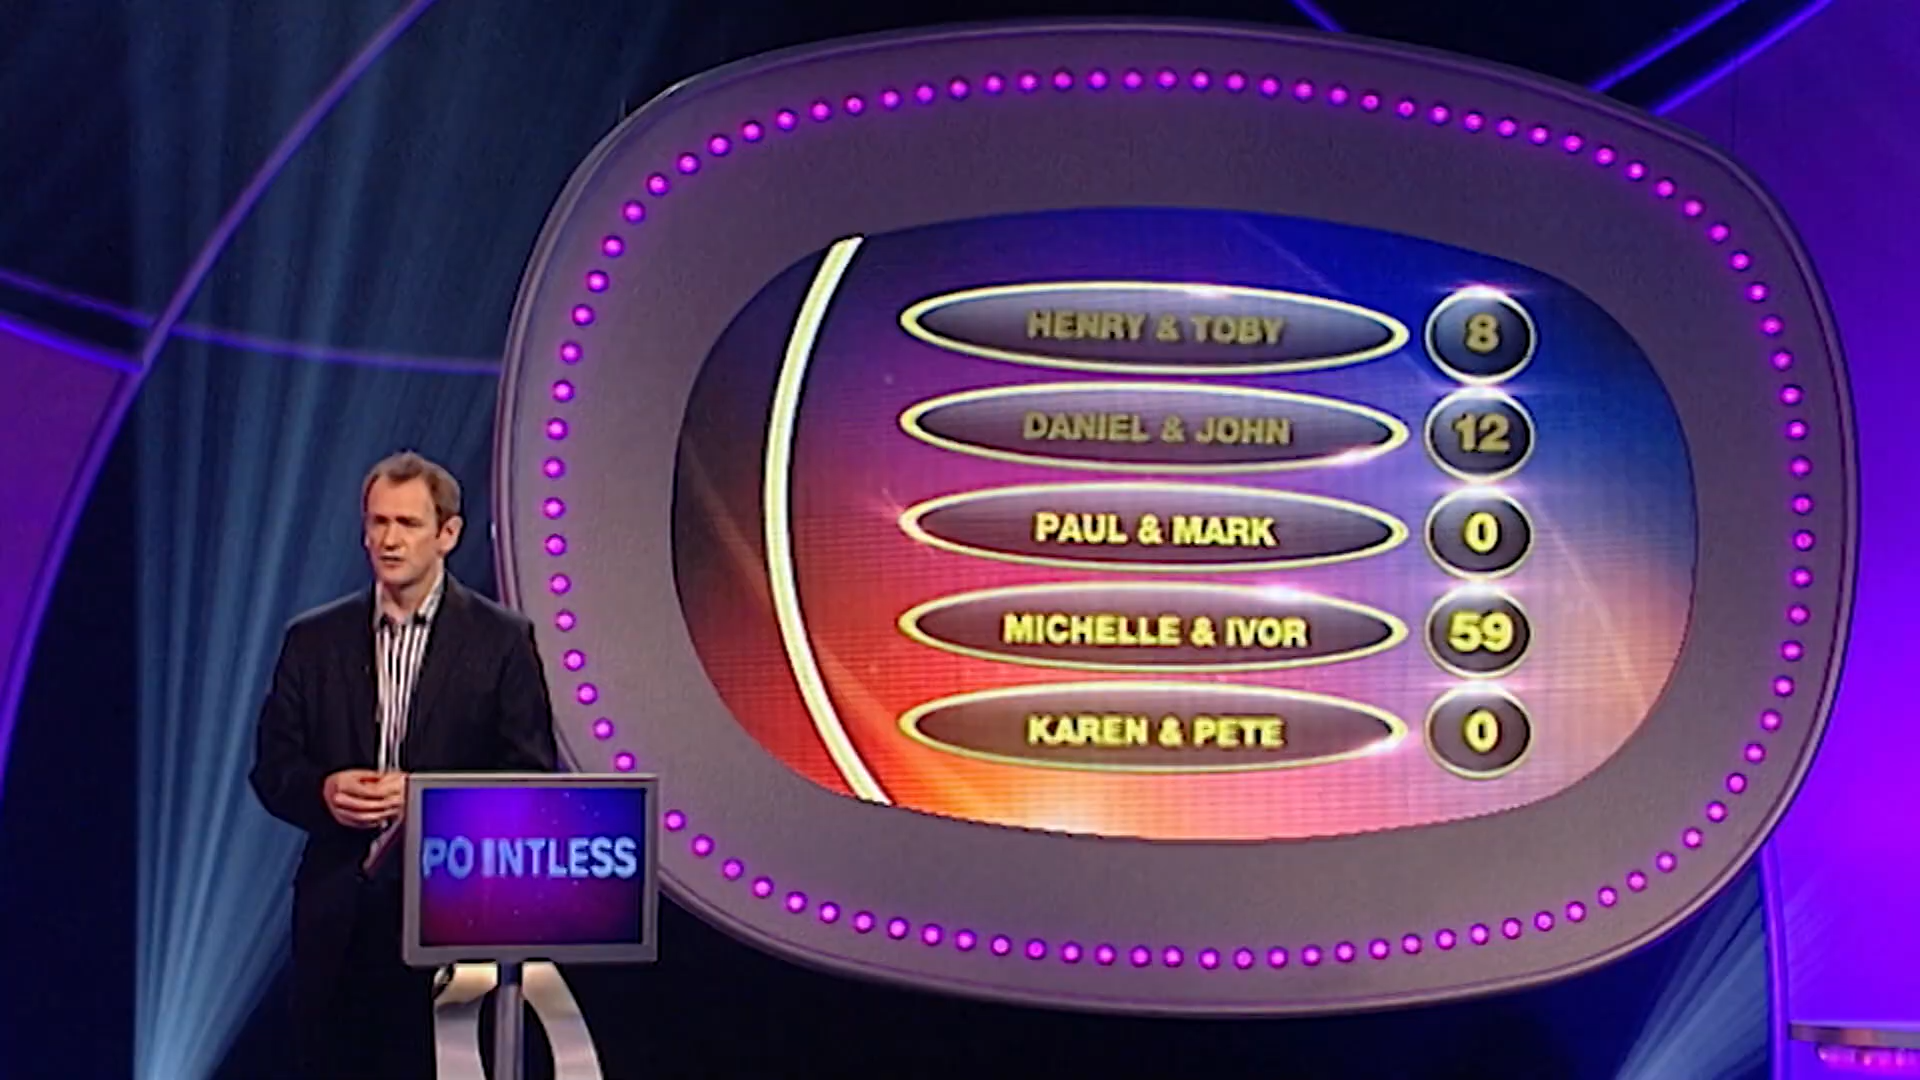 HENRY & TOBY 8
DANIEL & JOHN 12
PAUL & MARK 0
MICHELLE & IVOR 59
KAREN & PETE 0
POINTLESS